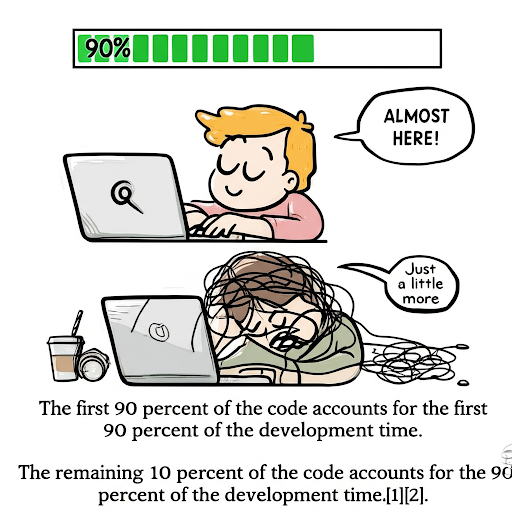 90%
ALMOST
HERE!
Just
a little
more
The first 90 percent of the code accounts for the first
90 percent of the development time.
The remaining 10 percent of the code accounts for the 90
percent of the development time.[1][2].